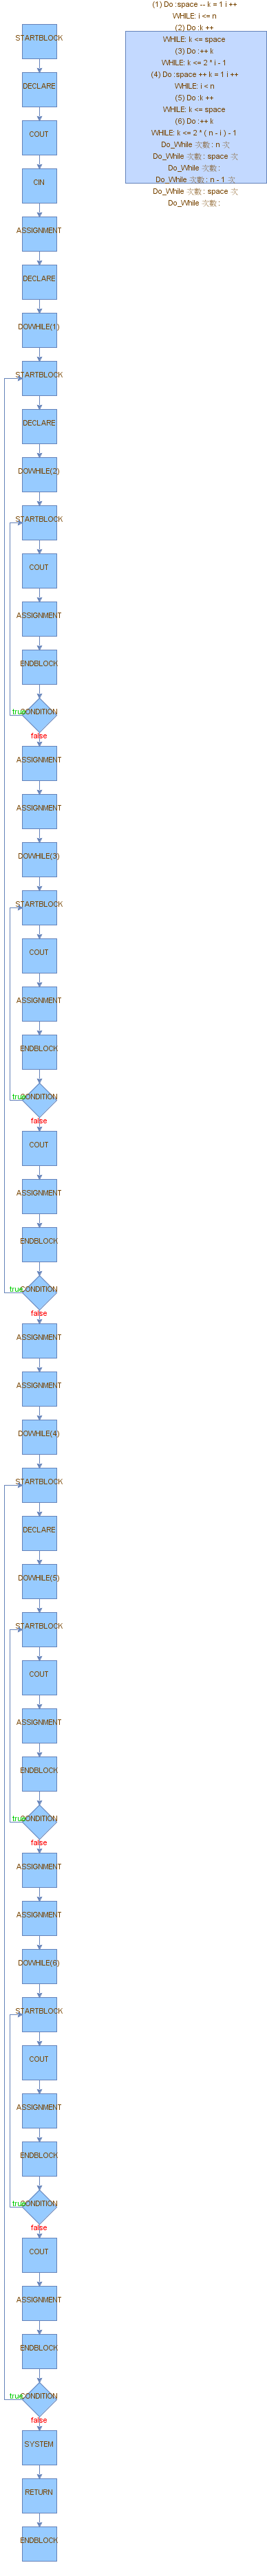 (1) Do :space -- k = 1 i ++
WHILE: i <= n
(2) Do :k ++
WHILE: k <= space
(3) Do :++ k
WHILE: k <= 2 * i - 1
(4) Do :space ++ k = 1 i ++
WHILE: i < n
(5) Do :k ++
WHILE: k <= space
(6) Do :++ k
WHILE: k <= 2 * ( n - i ) - 1
Do_While 次數 : n 次
Do_While 次數 : space 次
Do_While 次數 :
Do_While 次數 : n - 1 次
Do_While 次數 : space 次
Do_While 次數 :
STARTBLOCK
DECLARE
COUT
CIN
ASSIGNMENT
DECLARE
DOWHILE(1)
STARTBLOCK
DECLARE
DOWHILE(2)
STARTBLOCK
COUT
ASSIGNMENT
ENDBLOCK
true CONDITION
false
ASSIGNMENT
ASSIGNMENT
DOWHILE(3)
STARTBLOCK
COUT
ASSIGNMENT
ENDBLOCK
true CONDITION
false
COUT
ASSIGNMENT
ENDBLOCK
true CONDITION
false
ASSIGNMENT
ASSIGNMENT
DOWHILE(4)
STARTBLOCK
DECLARE
DOWHILE(5)
STARTBLOCK
COUT
ASSIGNMENT
ENDBLOCK
true CONDITION
false
ASSIGNMENT
ASSIGNMENT
DOWHILE(6)
STARTBLOCK
COUT
ASSIGNMENT
ENDBLOCK
true CONDITION
false
COUT
ASSIGNMENT
ENDBLOCK
true CONDITION
false
SYSTEM
RETURN
ENDBLOCK